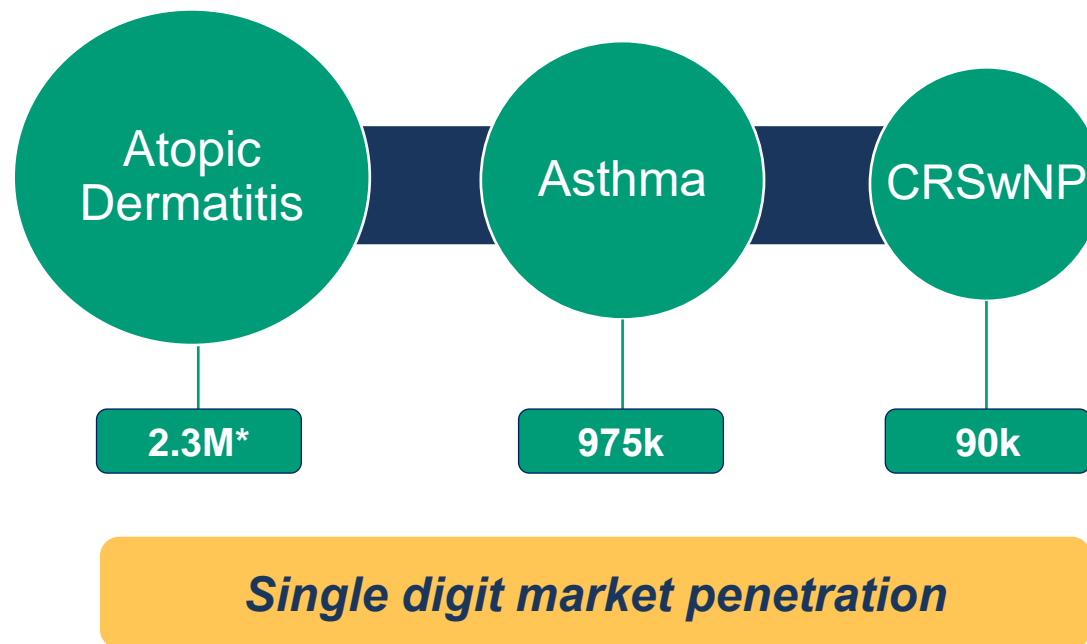 Atopic
Dermatitis
Asthma
CRSwNP
2.3M*
975k
90k
Single digit market penetration